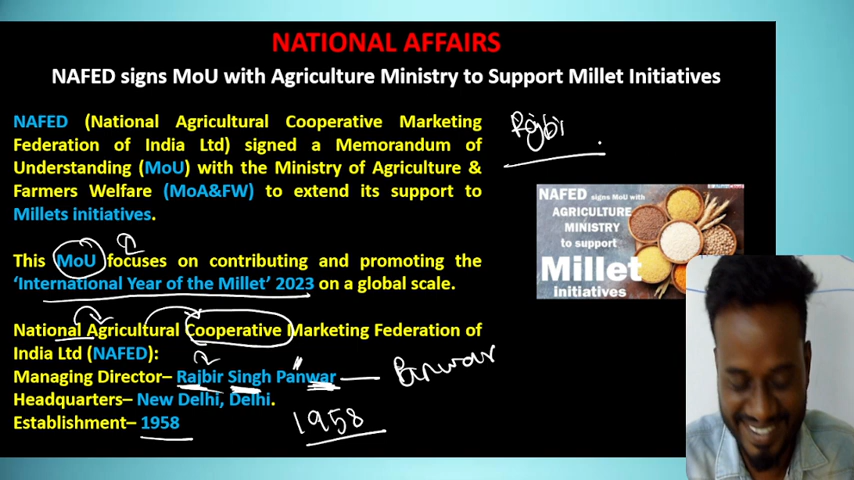 NATIONAL AFFAIRS
NAFED signs MoU with Agriculture Ministry to Support Millet Initiatives
NAFED (National Agricultural Cooperative Marketing
Federation of India Ltd) signed a Memorandum of
Understanding (MoU) with the Ministry of Agriculture &
Farmers Welfare (MoA&FW) to extend its support to
Millets initiatives.
This MoU focuses on contributing and promoting the
‘International Year of the Millet’ 2023 on a global scale.
National Agricultural Cooperative Marketing Federation of
India Ltd (NAFED):
Managing Director– Rajbir Singh Panwar
Headquarters– New Delhi, Delhi.
Establishment– 1958
1958
NAFED signs MoU with
AGRICULTURE
MINISTRY
to support
Millet
initiatives